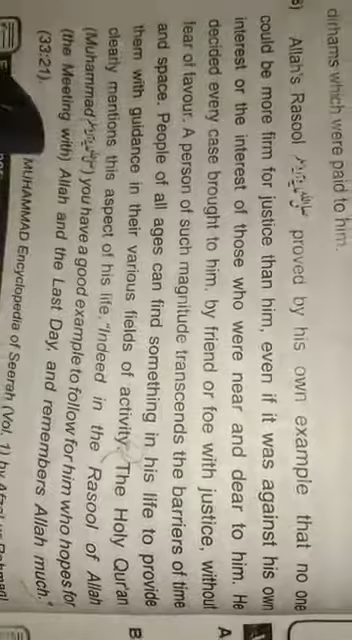 dirhams which were paid to him.
8) Allah's Rasool ﷺ proved by his own example that no one
could be more firm for justice than him, even if it was against his own
interest or the interest of those who were near and dear to him. He
decided every case brought to him, by friend or foe with justice, without
fear of favour. A person of such magnitude transcends the barriers of time
and space. People of all ages can find something in his life to provide
them with guidance in their various fields of activity. The Holy Qur'an
clearly mentions this aspect of his life. "Indeed in the Rasool of Allah
(Muhammad ﷺ) you have a good example to follow for him who hopes for
(the Meeting with) Allah and the Last Day, and remembers Allah much."
(33:21).
MUHAMMAD Encyclopedia of Seerah (Vol. 1) by Afzalur Rahman
A
B